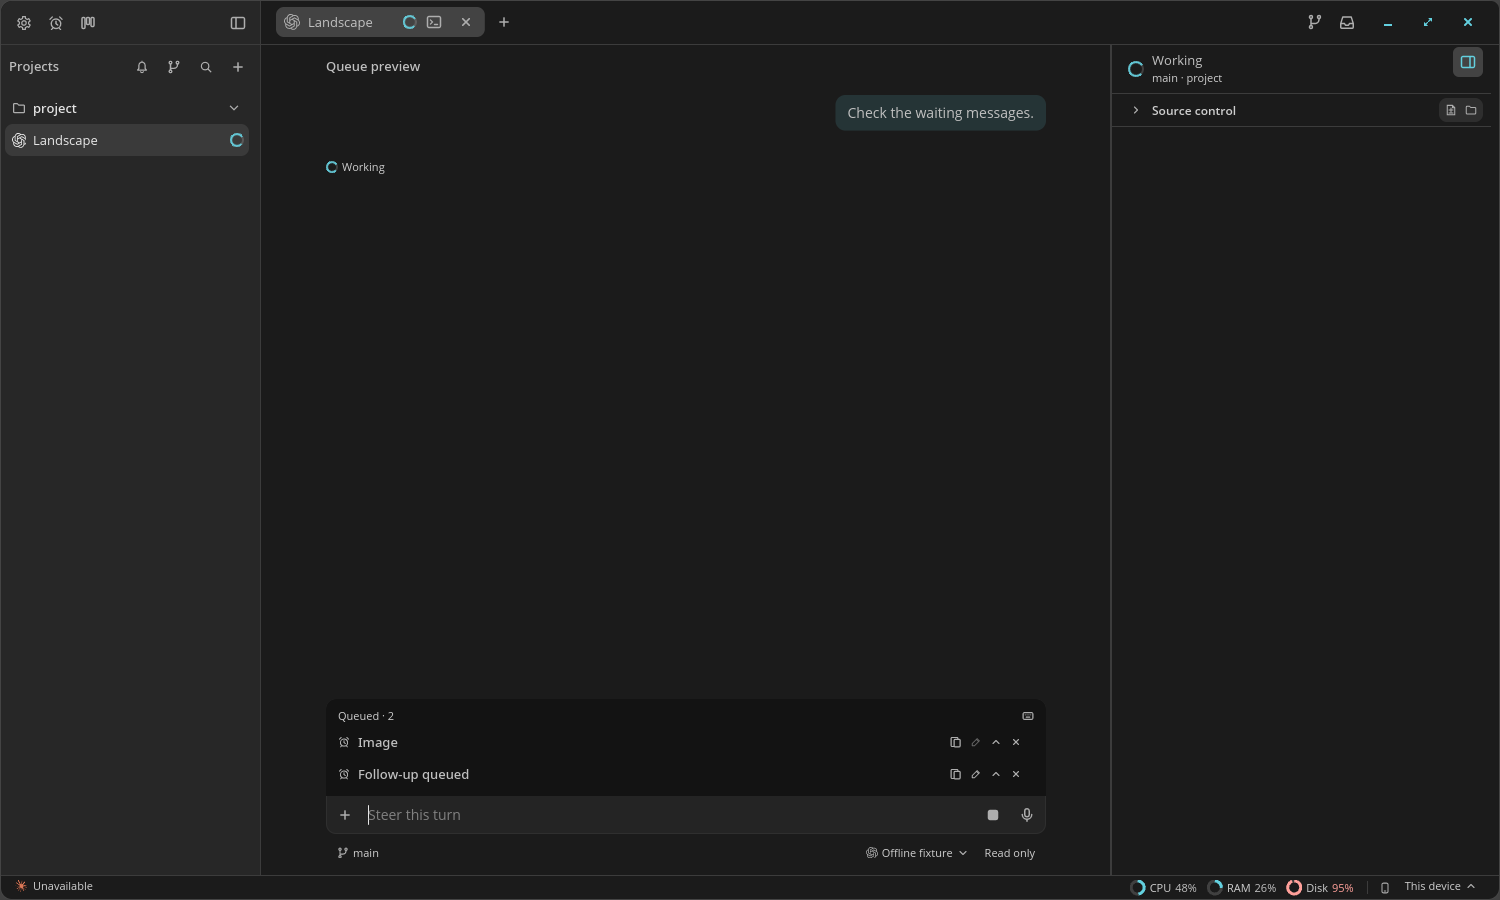 Landscape
Projects
project
Landscape
Queue preview
Check the waiting messages.
Working
Working
main · project
Source control
Queued · 2
Image
Follow-up queued
Steer this turn
main
Offline fixture
Read only
Unavailable
CPU 48%
RAM 26%
Disk 95%
This device